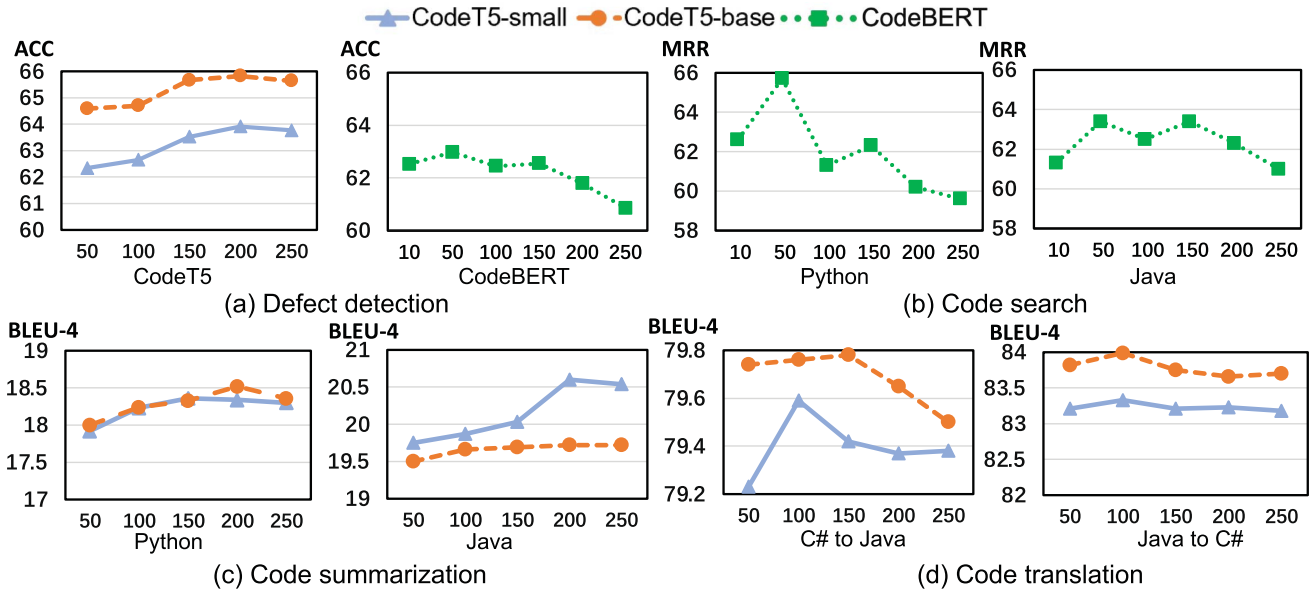 CodeT5-small CodeT5-base CodeBERT
ACC
66
65
64
63
62
61
60
50 100 150 200 250
CodeT5
ACC
66
64
62
60
10 50 100 150 200 250
CodeBERT
(a) Defect detection
MRR
66
64
62
60
58
10 50 100 150 200 250
Python
MRR
66
64
62
60
58
10 50 100 150 200 250
Java
(b) Code search
BLEU-4
19
18.5
18
17.5
17
50 100 150 200 250
Python
BLEU-4
21
20.5
20
19.5
19
50 100 150 200 250
Java
(c) Code summarization
BLEU-4
79.8
79.6
79.4
79.2
50 100 150 200 250
C# to Java
BLEU-4
84
83.5
83
82.5
82
50 100 150 200 250
Java to C#
(d) Code translation